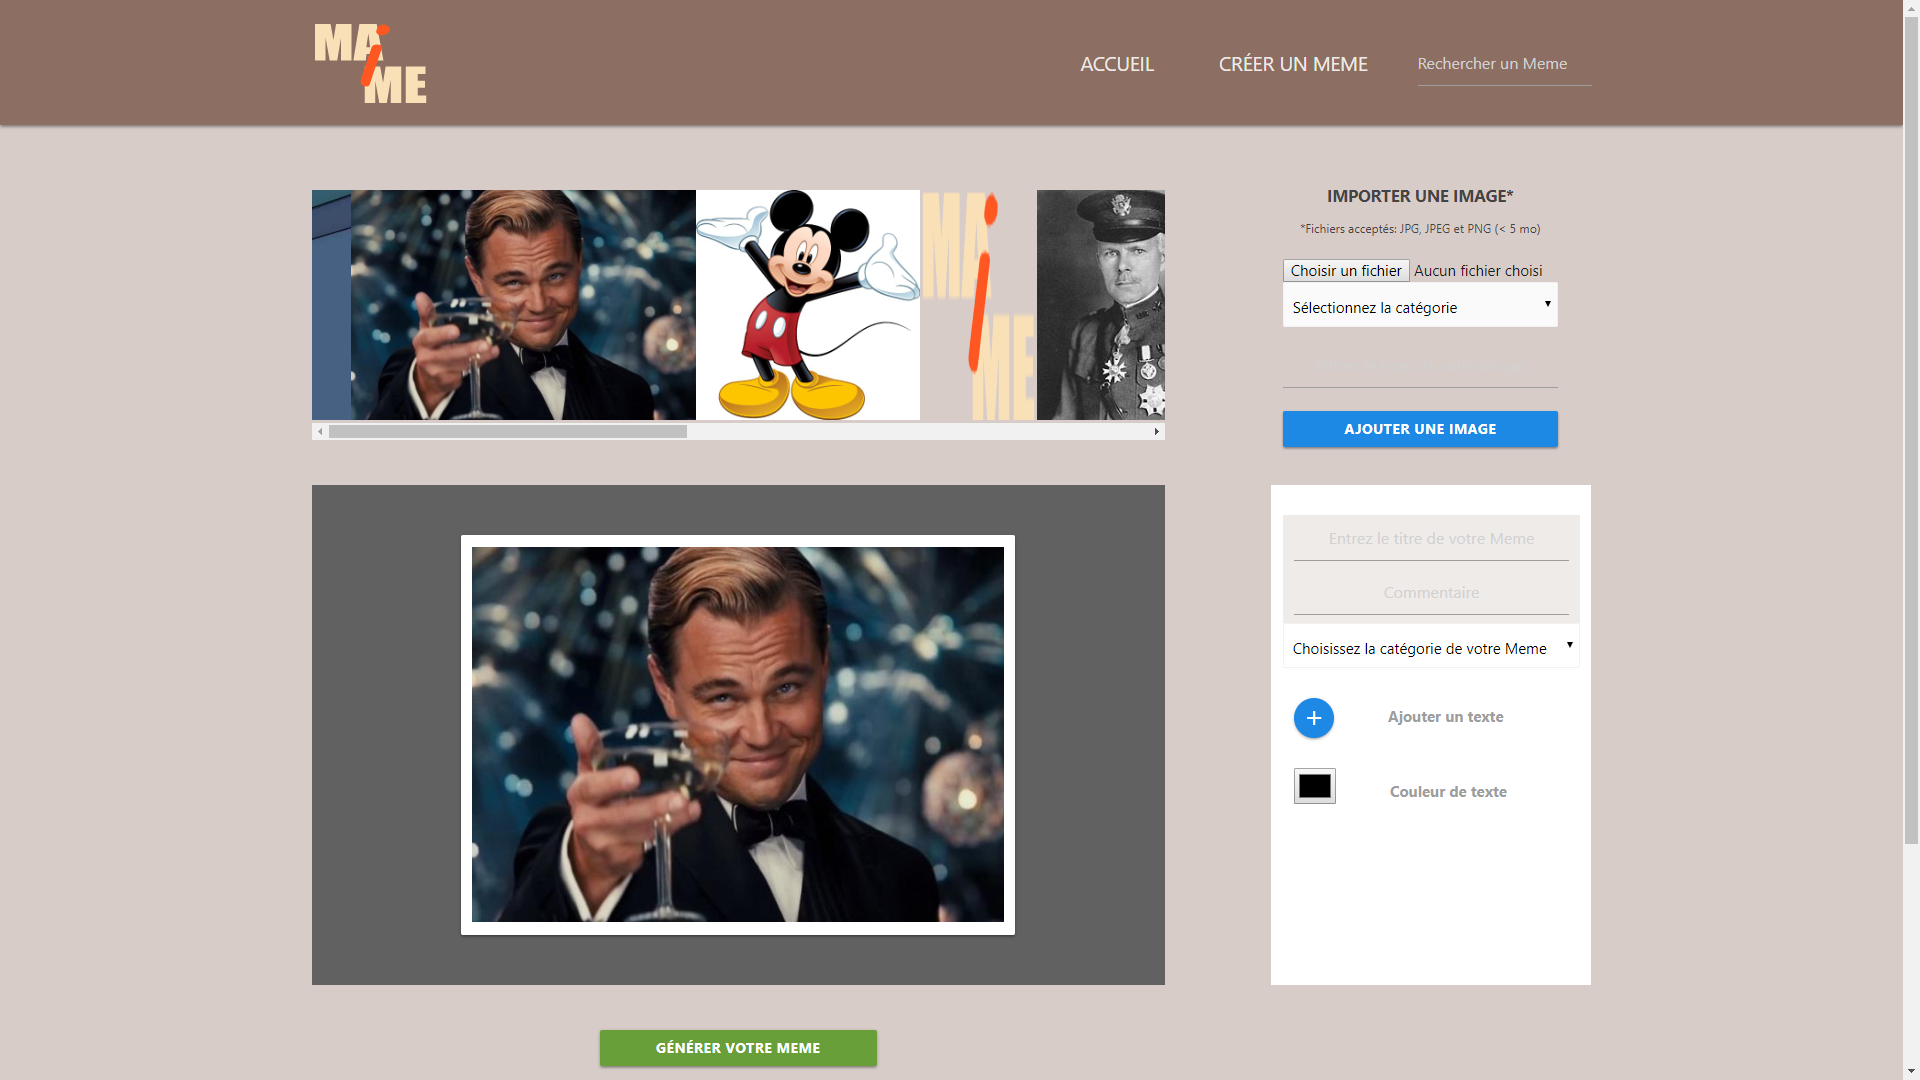 MAiME
ACCUEIL
CRÉER UN MEME
Rechercher un Meme
MAiME
IMPORTER UNE IMAGE*
*Fichiers acceptés: JPG, JPEG et PNG (< 5 mo)
Choisir un fichier Aucun fichier choisi
Sélectionnez la catégorie
AJOUTER UNE IMAGE
Entrez le titre de votre Meme
Commentaire
Choisissez la catégorie de votre Meme
Ajouter un texte
Couleur de texte
GÉNÉRER VOTRE MEME